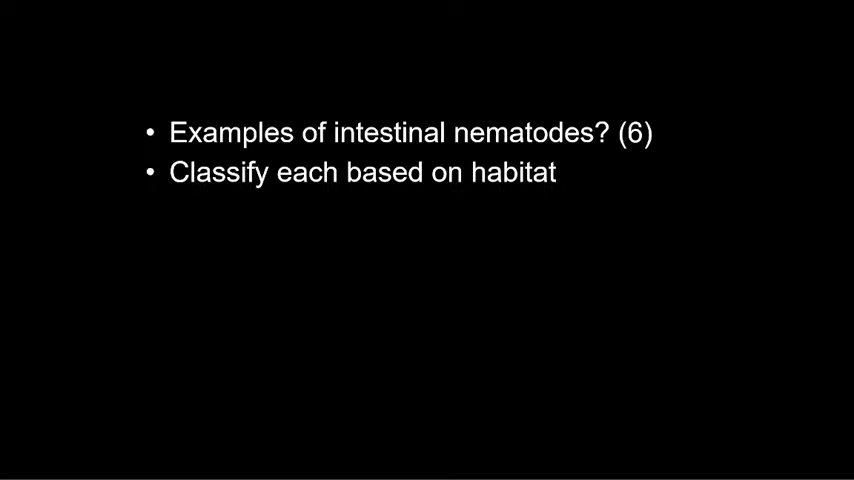 • Examples of intestinal nematodes? (6)
• Classify each based on habitat